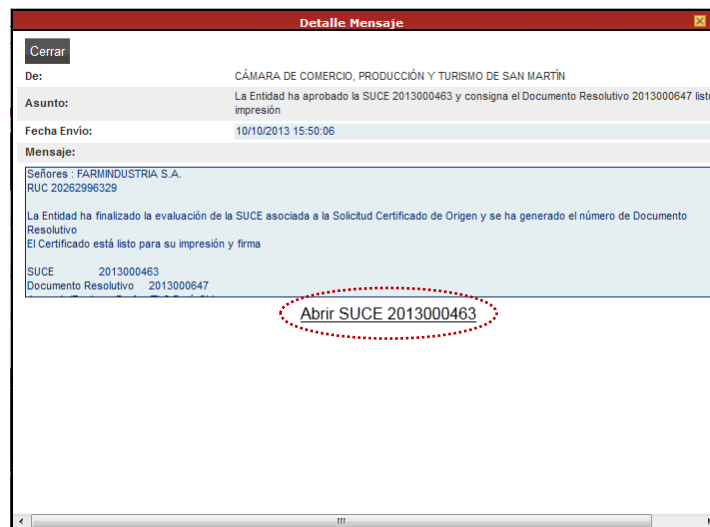 Detalle Mensaje
Cerrar
De: CÁMARA DE COMERCIO, PRODUCCIÓN Y TURISMO DE SAN MARTÍN
Asunto: La Entidad ha aprobado la SUCE 2013000463 y consigna el Documento Resolutivo 2013000647
impresión
Fecha Envío: 10/10/2013 15:50:06
Mensaje:
Señores : FARMINDUSTRIA S.A.
RUC 20262996329
La Entidad ha finalizado la evaluación de la SUCE asociada a la Solicitud Certificado de Origen y se ha generado el número de Documento
Resolutivo
El Certificado está listo para su impresión y firma
SUCE 2013000463
Documento Resolutivo 2013000647
Abrir SUCE 2013000463